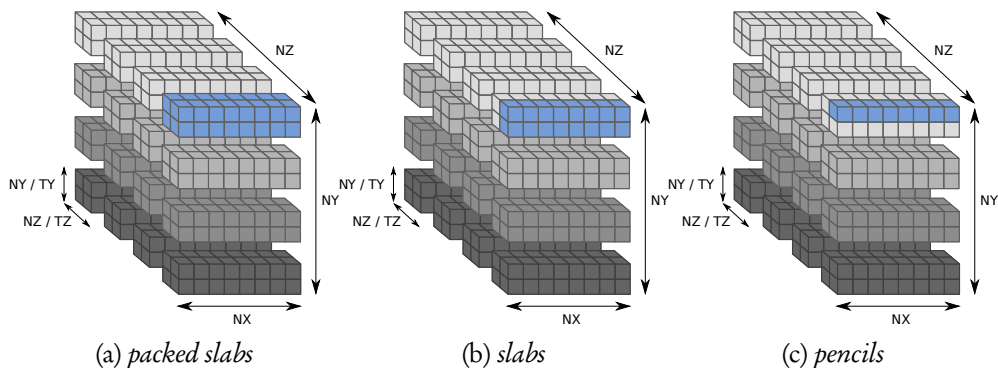 NZ
NY
NY / TY
NZ / TZ
NX
(a) packed slabs
NZ
NY
NY / TY
NZ / TZ
NX
(b) slabs
NZ
NY
NY / TY
NZ / TZ
NX
(c) pencils